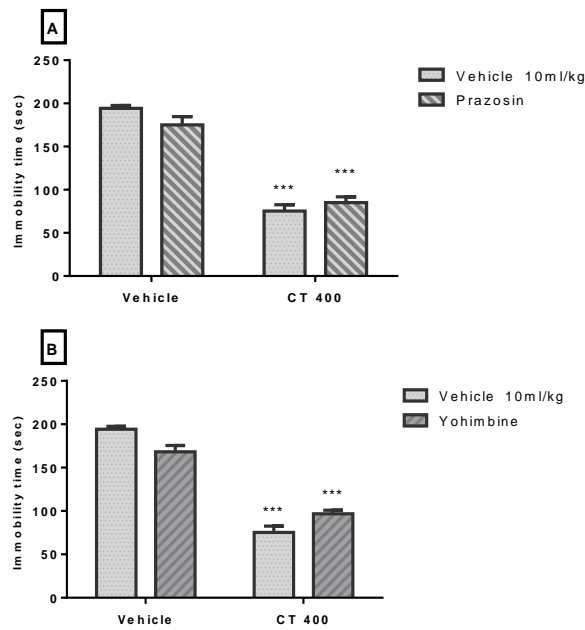 A
Immobility time (sec)
250
200
150
100
50
0
*** ***
Vehicle CT 400
Vehicle 10ml/kg
Prazosin
B
Immobility time (sec)
250
200
150
100
50
0
*** ***
Vehicle CT 400
Vehicle 10ml/kg
Yohimbine